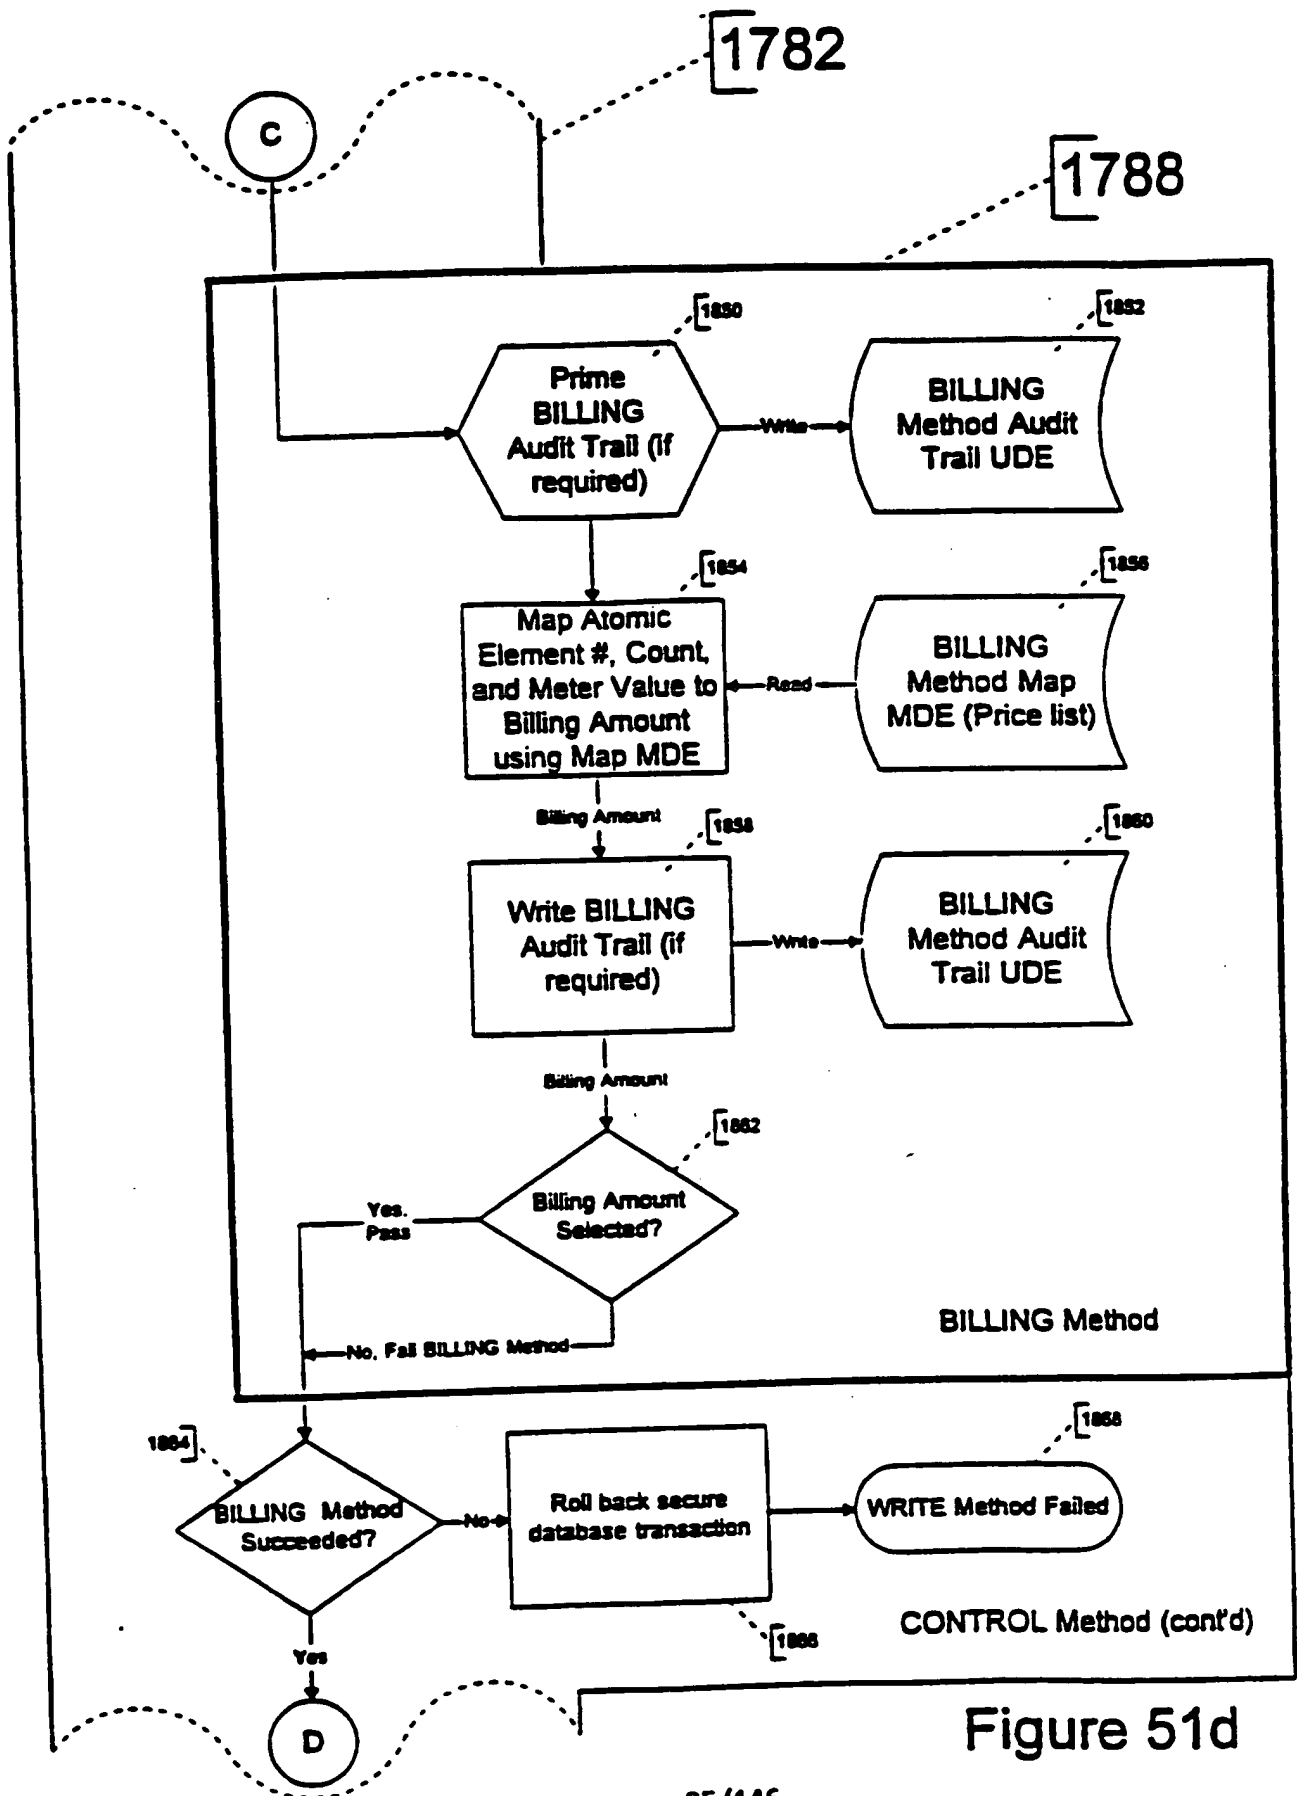 1782
C
1788
1850
Prime
BILLING
Audit Trail (if
required)
Write
1852
BILLING
Method Audit
Trail UDE
1854
Map Atomic
Element #, Count,
and Meter Value to
Billing Amount
using Map MDE
Read
1856
BILLING
Method Map
MDE (Price list)
Billing Amount
1858
Write BILLING
Audit Trail (if
required)
Write
1860
BILLING
Method Audit
Trail UDE
Billing Amount
1862
Billing Amount
Selected?
Yes.
Pass
No, Fail BILLING Method
BILLING Method
1864
BILLING Method
Succeeded?
No
Roll back secure
database transaction
1866
1868
WRITE Method Failed
CONTROL Method (cont'd)
Yes
D
Figure 51d